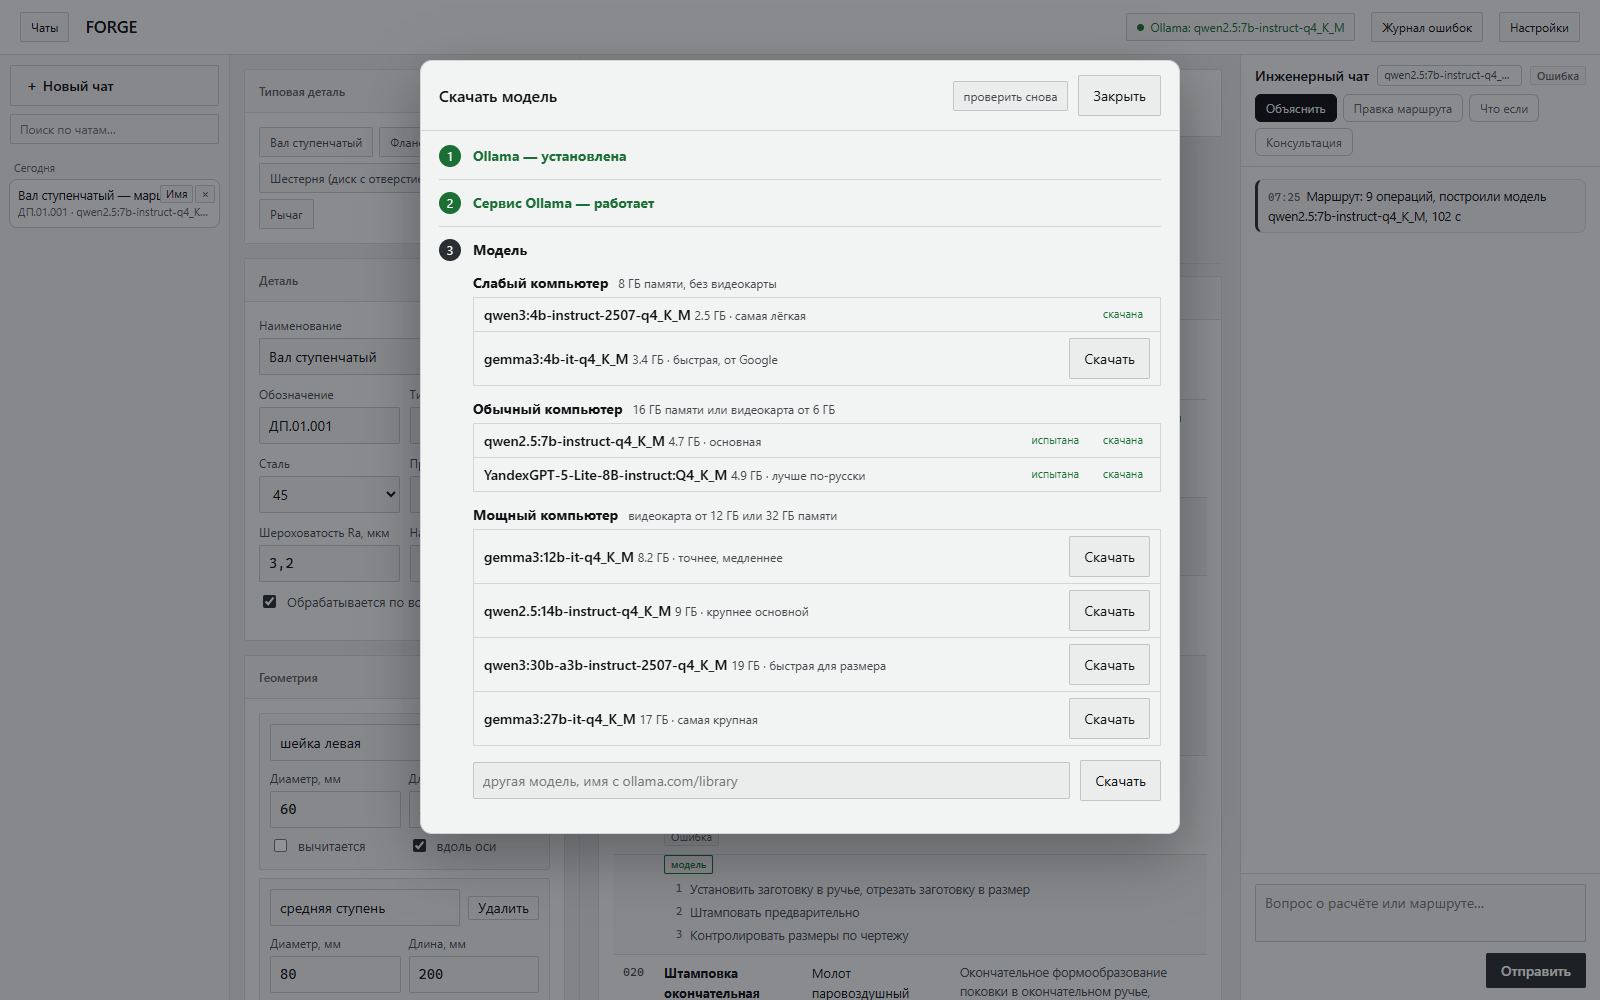 Чаты
FORGE
Ollama: qwen2.5:7b-instruct-q4_K_M
Журнал ошибок
Настройки
+ Новый чат
Поиск по чатам...
Сегодня
Вал ступенчатый — марш
Имя
×
ДП.01.001 · qwen2.5:7b-instruct-q4_K...
Типовая деталь
Вал ступенчатый
Шестерня (диск с отверстие
Рычаг
Деталь
Наименование
Вал ступенчатый
Обозначение
ДП.01.001
Сталь
45
Шероховатость Ra, мкм
3,2
Обрабатывается по вс
Геометрия
шейка левая
Диаметр, мм
60
вычитается
вдоль оси
средняя ступень
Удалить
Диаметр, мм
Длина, мм
80
200
Скачать модель
проверить снова
Закрыть
1 Ollama — установлена
2 Сервис Ollama — работает
3 Модель
Слабый компьютер 8 ГБ памяти, без видеокарты
qwen3:4b-instruct-2507-q4_K_M 2.5 ГБ · самая лёгкая скачана
gemma3:4b-it-q4_K_M 3.4 ГБ · быстрая, от Google Скачать
Обычный компьютер 16 ГБ памяти или видеокарта от 6 ГБ
qwen2.5:7b-instruct-q4_K_M 4.7 ГБ · основная испытана скачана
YandexGPT-5-Lite-8B-instruct:Q4_K_M 4.9 ГБ · лучше по-русски испытана скачана
Мощный компьютер видеокарта от 12 ГБ или 32 ГБ памяти
gemma3:12b-it-q4_K_M 8.2 ГБ · точнее, медленнее Скачать
qwen2.5:14b-instruct-q4_K_M 9 ГБ · крупнее основной Скачать
qwen3:30b-a3b-instruct-2507-q4_K_M 19 ГБ · быстрая для размера Скачать
gemma3:27b-it-q4_K_M 17 ГБ · самая крупная Скачать
другая модель, имя с ollama.com/library Скачать
Ошибка
модель
1 Установить заготовку в ручье, отрезать заготовку в размер
2 Штамповать предварительно
3 Контролировать размеры по чертежу
020
Штамповка
окончательная
Молот
паровоздушный
Окончательное формообразование
поковки в окончательном ручье,
Инженерный чат
qwen2.5:7b-instruct-q4_...
Ошибка
Объяснить
Правка маршрута
Что если
Консультация
07:25 Маршрут: 9 операций, построили модель
qwen2.5:7b-instruct-q4_K_M, 102 с
Вопрос о расчёте или маршруте...
Отправить